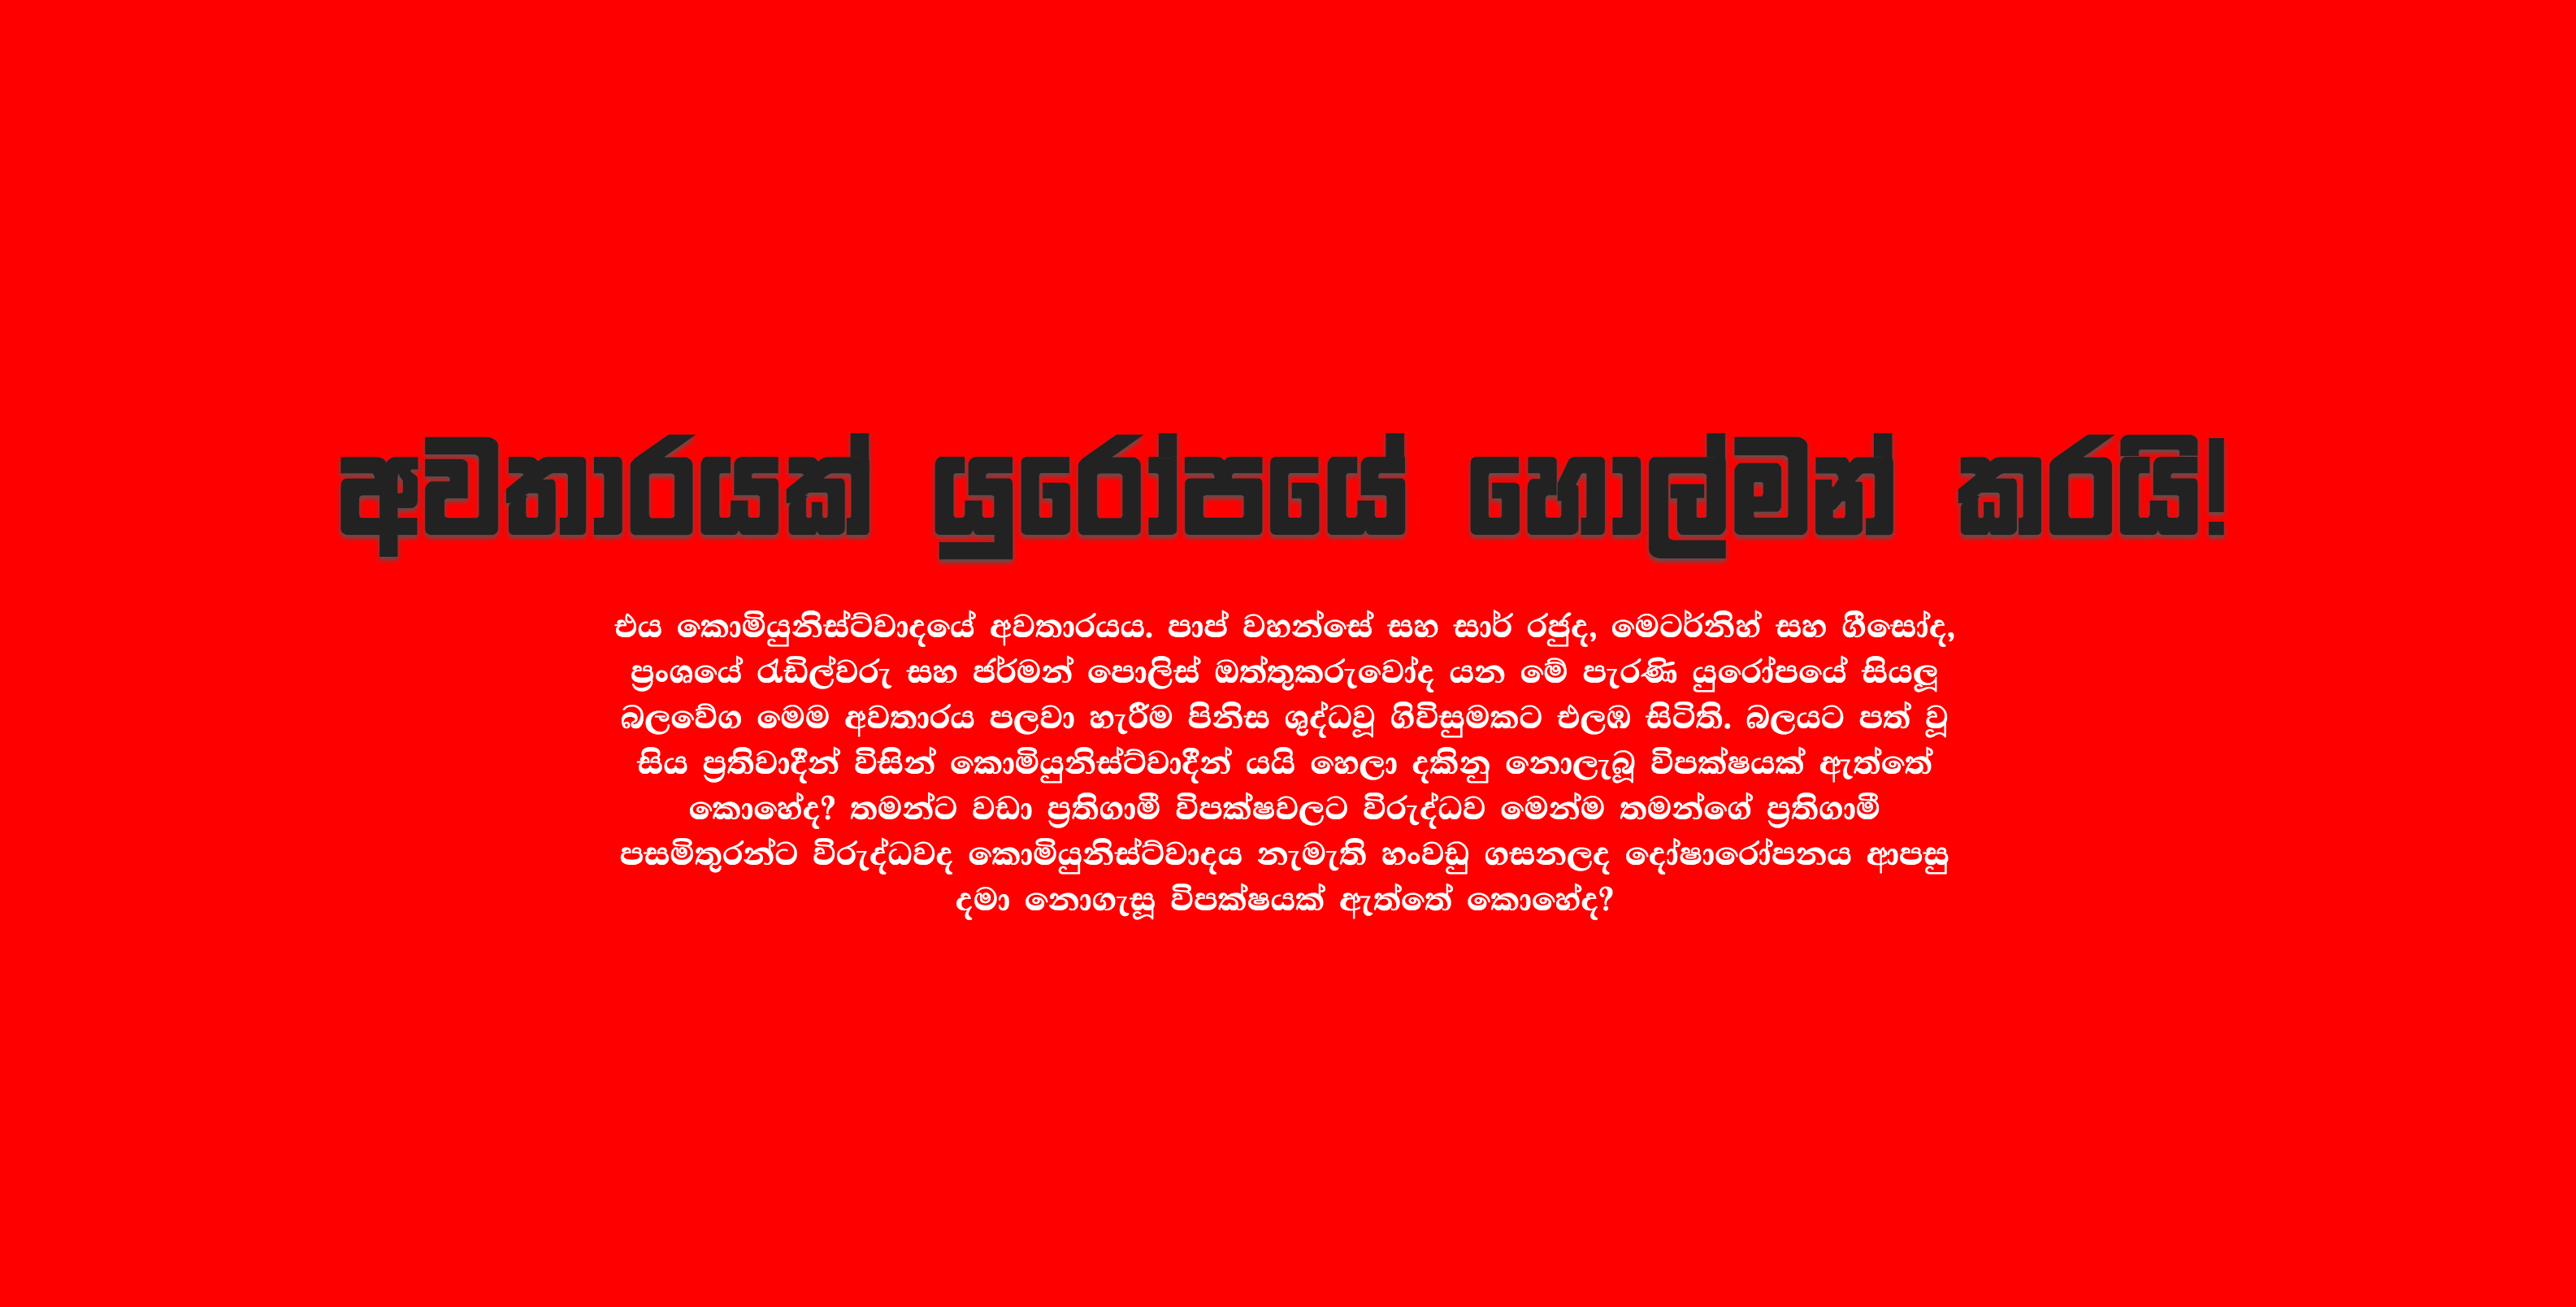 අවතාරයක් යුරෝපයේ හොල්මන් කරයි!
එය කොමියුනිස්ට්වාදයේ අවතාරයය. පාප් වහන්සේ සහ සාර් රජුද, මෙටර්නිහ් සහ ගීසෝද,
ප්‍රංශයේ රැඩිල්වරු සහ ජර්මන් පොලිස් ඔත්තුකරුවෝද යන මේ පැරණි යුරෝපයේ සියලූ
බලවේග මෙම අවතාරය පලවා හැරීම පිනිස ශුද්ධවූ ගිවිසුමකට එලඹ සිටිති. බලයට පත් වූ
සිය ප්‍රතිවාදීන් විසින් කොමියුනිස්ට්වාදීන් යයි හෙලා දකිනු නොලැබූ විපක්ෂයක් ඇත්තේ
කොහේද? තමන්ට වඩා ප්‍රතිගාමී විපක්ෂවලට විරුද්ධව මෙන්ම තමන්ගේ ප්‍රතිගාමී
පසමිතුරන්ට විරුද්ධවද කොමියුනිස්ට්වාදය නැමැති හංවඩු ගසනලද දෝෂාරෝපනය ආපසු
දමා නොගැසූ විපක්ෂයක් ඇත්තේ කොහේද?